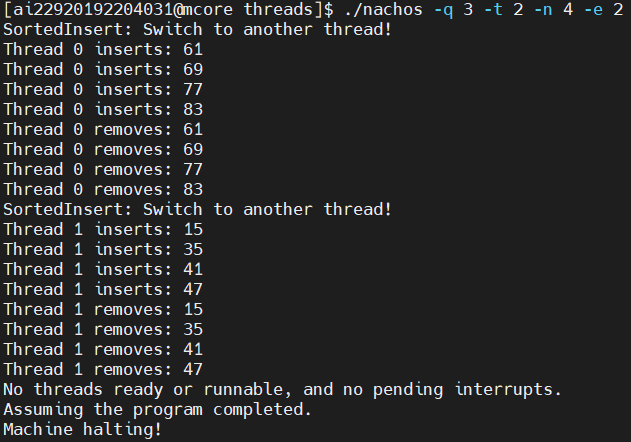 [ai22920192204031@mcore threads]$ ./nachos -q 3 -t 2 -n 4 -e 2
SortedInsert: Switch to another thread!
Thread 0 inserts: 61
Thread 0 inserts: 69
Thread 0 inserts: 77
Thread 0 inserts: 83
Thread 0 removes: 61
Thread 0 removes: 69
Thread 0 removes: 77
Thread 0 removes: 83
SortedInsert: Switch to another thread!
Thread 1 inserts: 15
Thread 1 inserts: 35
Thread 1 inserts: 41
Thread 1 inserts: 47
Thread 1 removes: 15
Thread 1 removes: 35
Thread 1 removes: 41
Thread 1 removes: 47
No threads ready or runnable, and no pending interrupts.
Assuming the program completed.
Machine halting!